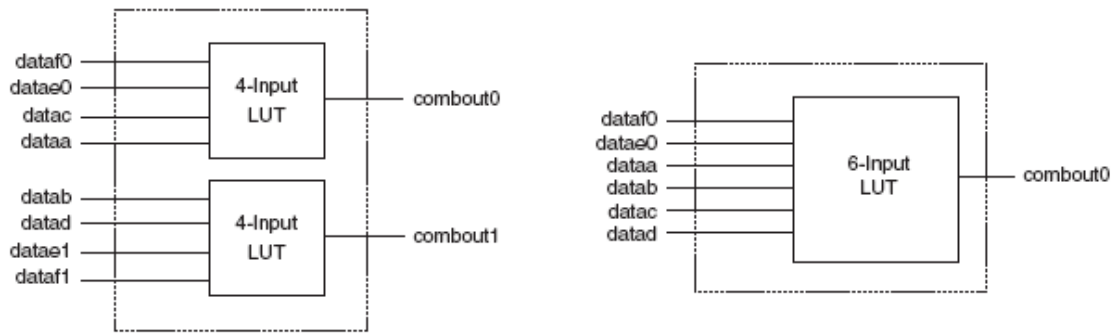 dataf0
datae0
datac
dataa
4-Input
LUT
combout0
datab
datad
datae1
dataf1
4-Input
LUT
combout1
dataf0
datae0
dataa
datab
datac
datad
6-Input
LUT
combout0